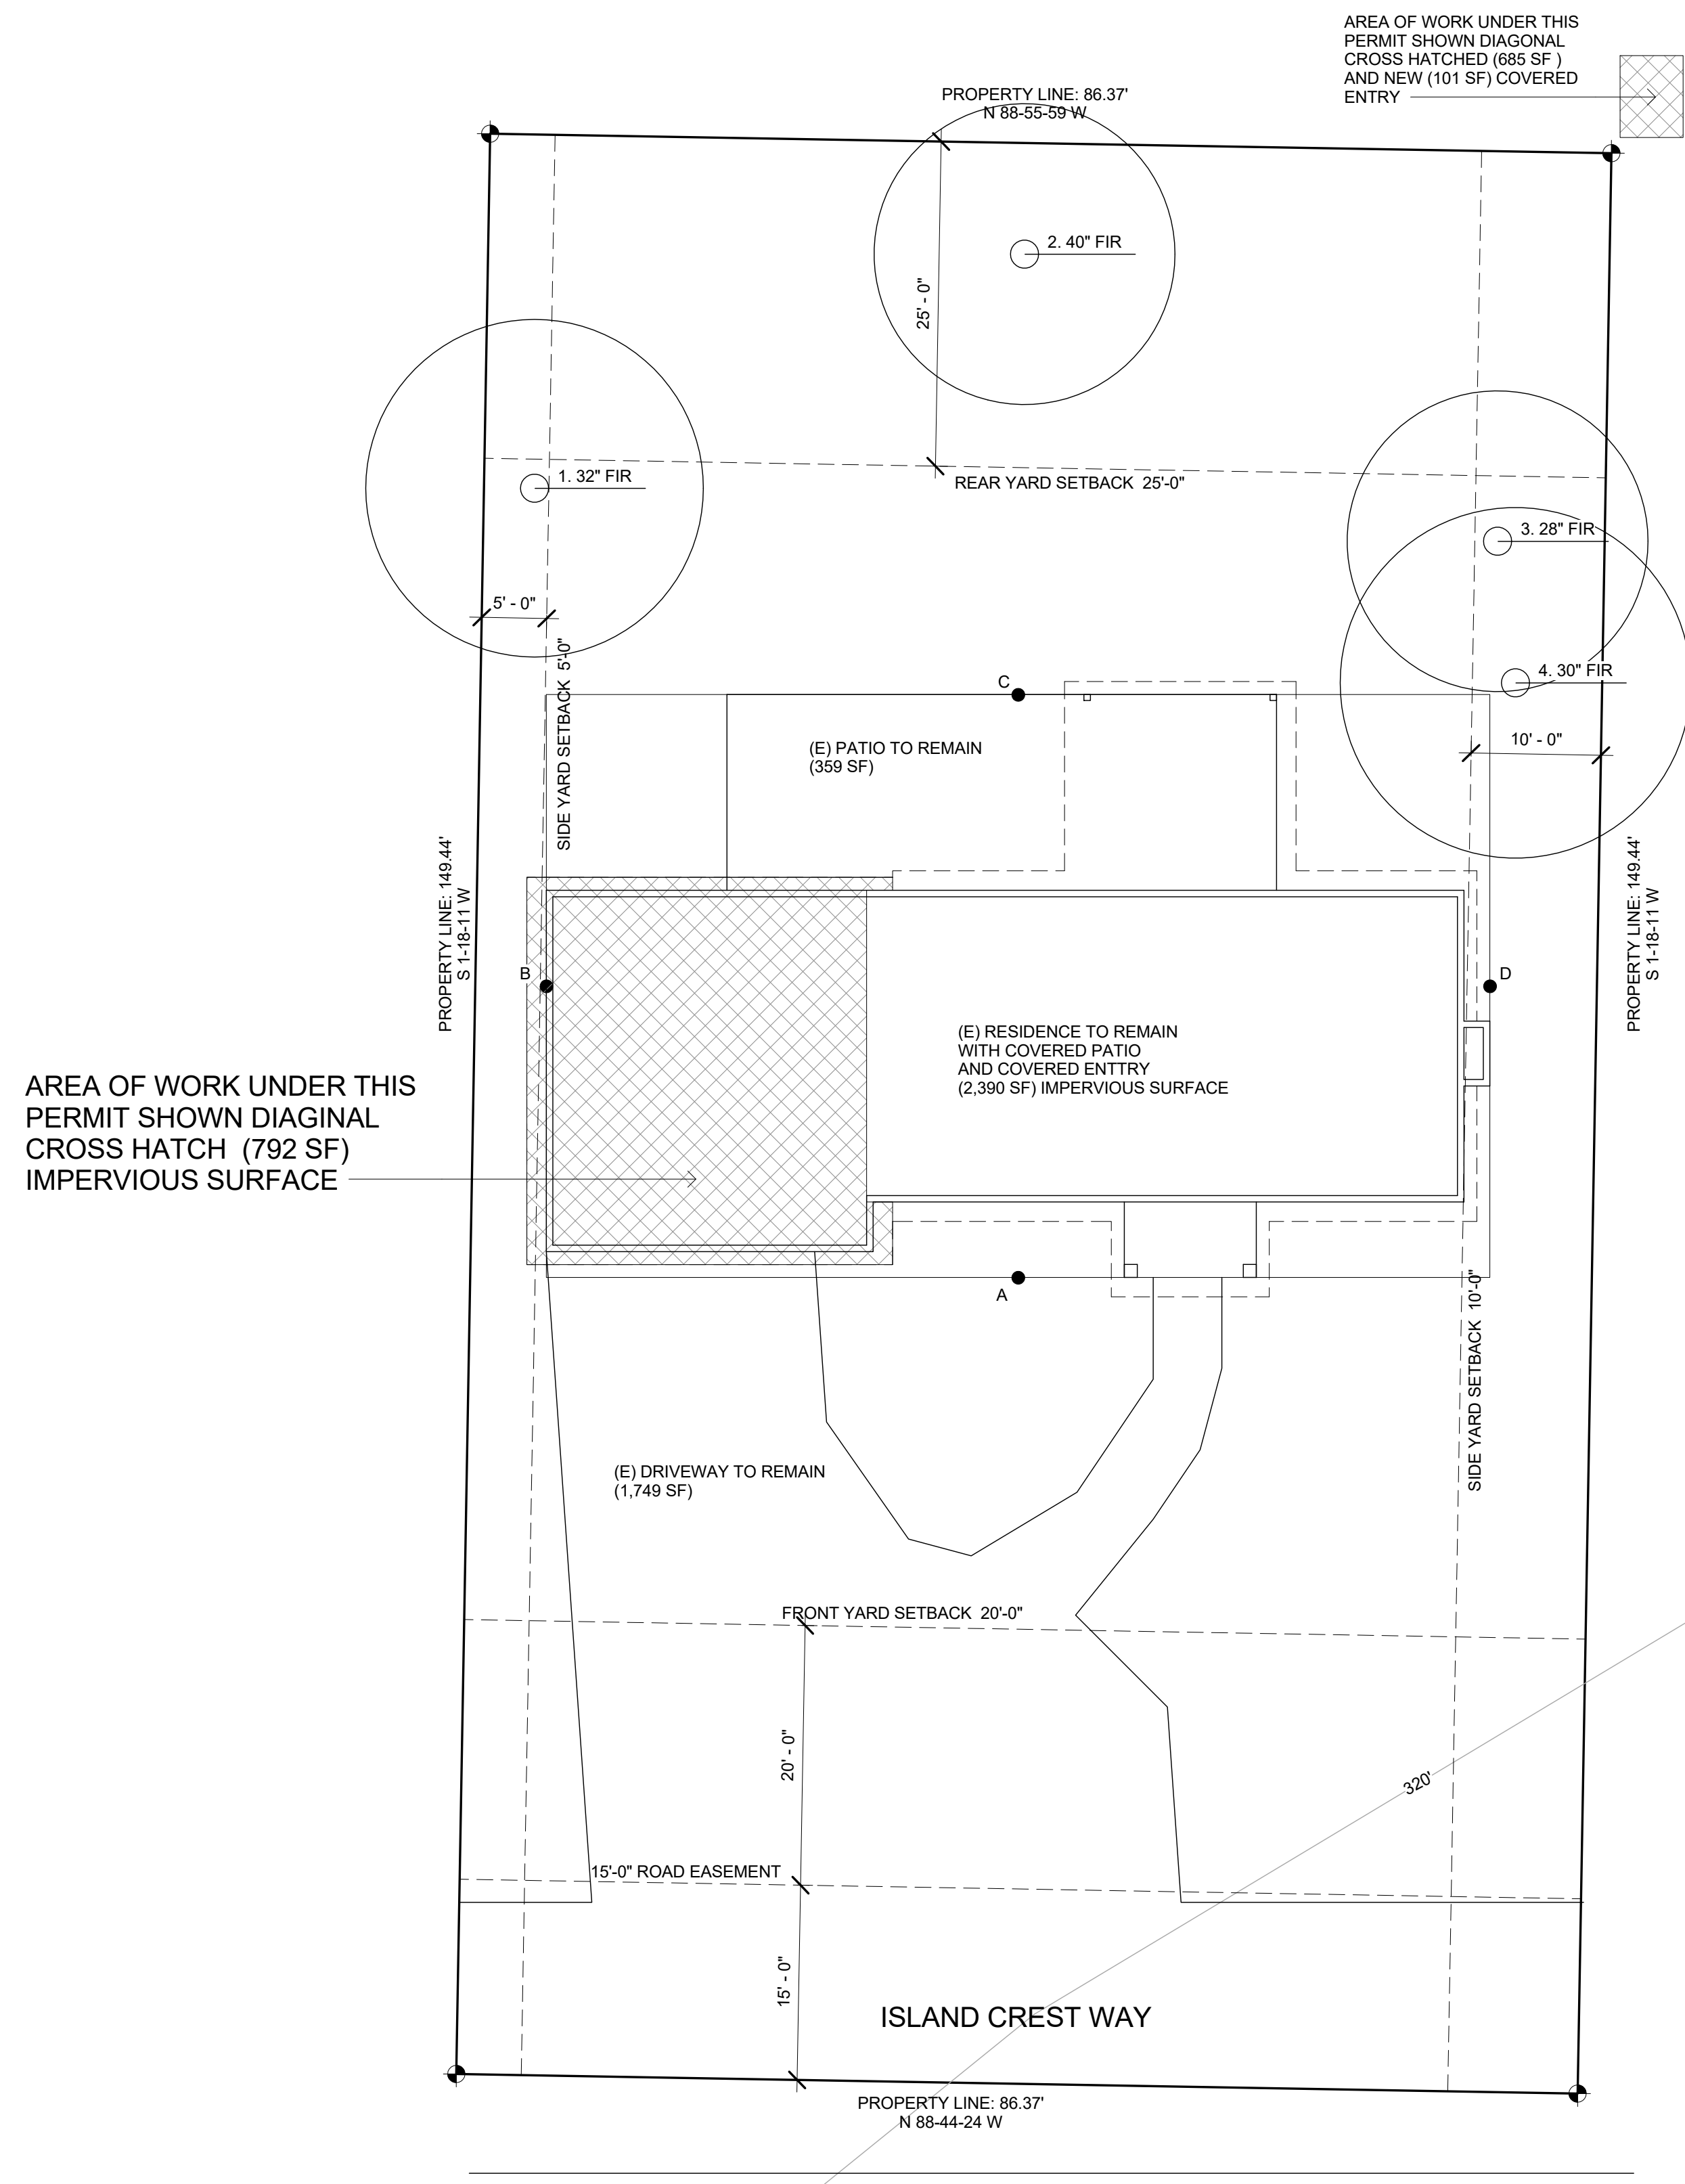 AREA OF WORK UNDER THIS
PERMIT SHOWN DIAGONAL
CROSS HATCHED (685 SF )
AND NEW (101 SF) COVERED
ENTRY
PROPERTY LINE: 86.37'
N 88-55-59 W
2. 40" FIR
25' - 0"
1. 32" FIR
REAR YARD SETBACK  25'-0"
3. 28" FIR
5' - 0"
SIDE YARD SETBACK  5'-0"
C
4. 30" FIR
10' - 0"
(E) PATIO TO REMAIN
(359 SF)
PROPERTY LINE: 149.44'
S 1-18-11 W
PROPERTY LINE: 149.44'
S 1-18-11 W
B
D
(E) RESIDENCE TO REMAIN
WITH COVERED PATIO
AND COVERED ENTTRY
(2,390 SF) IMPERVIOUS SURFACE
AREA OF WORK UNDER THIS
PERMIT SHOWN DIAGINAL
CROSS HATCH  (792 SF)
IMPERVIOUS SURFACE
A
SIDE YARD SETBACK  10'-0"
(E) DRIVEWAY TO REMAIN
(1,749 SF)
FRONT YARD SETBACK  20'-0"
20' - 0"
320'
15'-0" ROAD EASEMENT
15' - 0"
ISLAND CREST WAY
PROPERTY LINE: 86.37'
N 88-44-24 W